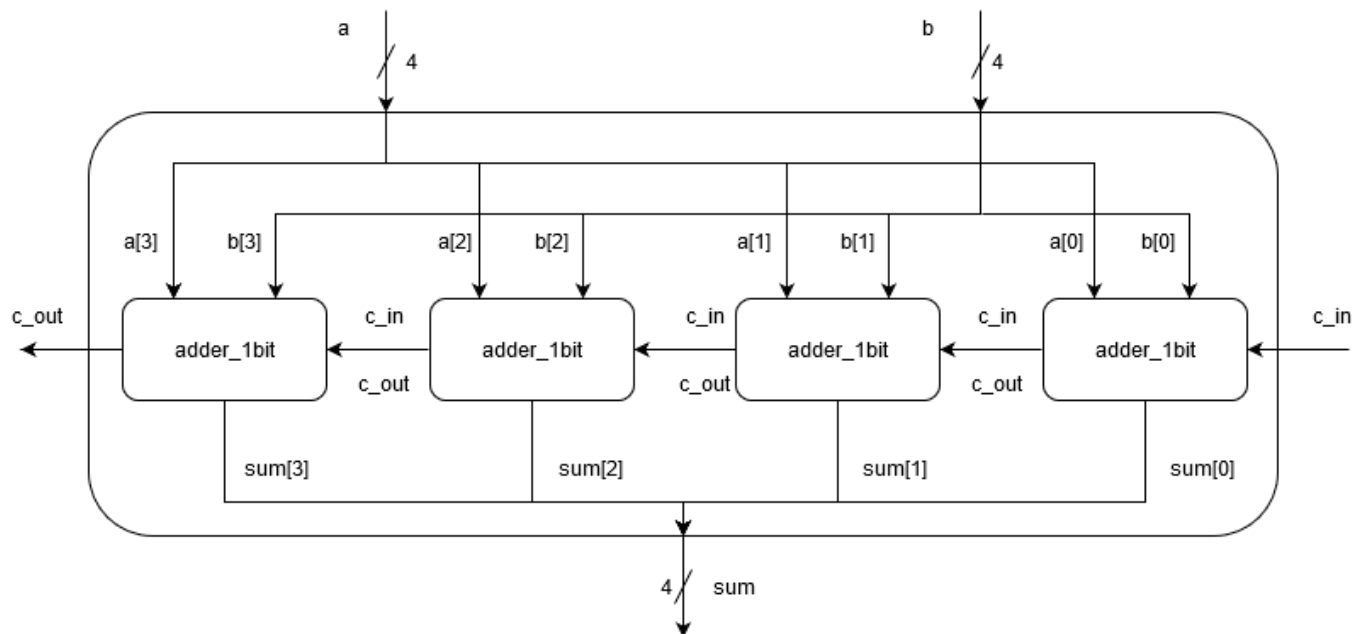 a
b
4
4
a[3]
b[3]
a[2]
b[2]
a[1]
b[1]
a[0]
b[0]
c_out
adder_1bit
c_in
c_out
adder_1bit
c_in
c_out
adder_1bit
c_in
c_out
adder_1bit
c_in
sum[3]
sum[2]
sum[1]
sum[0]
4
sum